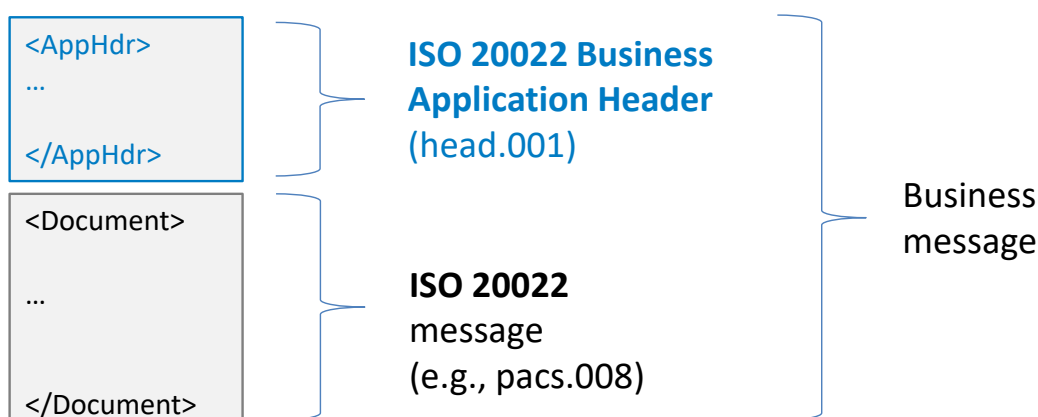 <AppHdr>
...
</AppHdr>
ISO 20022 Business
Application Header
(head.001)
<Document>
...
</Document>
ISO 20022
message
(e.g., pacs.008)
Business
message